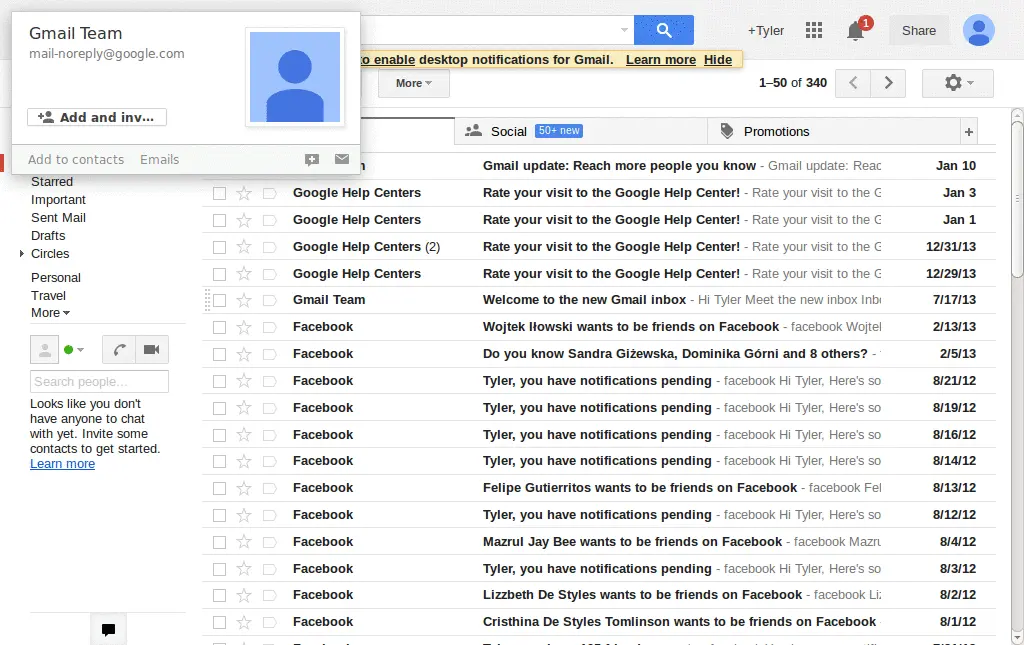 Gmail Team
mail-noreply@google.com
Add and inv...
Add to contacts Emails
+Tyler 1 Share
to enable desktop notifications for Gmail. Learn more Hide
More 1–50 of 340
Social 50+ new Promotions +
Gmail update: Reach more people you know - Gmail update: Reac Jan 10
Starred
Important
Sent Mail
Drafts
Circles
Personal
Travel
More
Search people...
Looks like you don't
have anyone to chat
with yet. Invite some
contacts to get started.
Learn more
Google Help Centers Rate your visit to the Google Help Center! - Rate your visit to the G Jan 3
Google Help Centers Rate your visit to the Google Help Center! - Rate your visit to the G Jan 1
Google Help Centers (2) Rate your visit to the Google Help Center! - Rate your visit to the G 12/31/13
Google Help Centers Rate your visit to the Google Help Center! - Rate your visit to the G 12/29/13
Gmail Team Welcome to the new Gmail inbox - Hi Tyler Meet the new inbox Inbo 7/17/13
Facebook Wojtek Iłowski wants to be friends on Facebook - facebook Wojtek 2/13/13
Facebook Do you know Sandra Giżewska, Dominika Górni and 8 others? - 2/5/13
Facebook Tyler, you have notifications pending - facebook Hi Tyler, Here's so 8/21/12
Facebook Tyler, you have notifications pending - facebook Hi Tyler, Here's so 8/19/12
Facebook Tyler, you have notifications pending - facebook Hi Tyler, Here's so 8/16/12
Facebook Tyler, you have notifications pending - facebook Hi Tyler, Here's so 8/14/12
Facebook Felipe Gutierritos wants to be friends on Facebook - facebook Fel 8/13/12
Facebook Tyler, you have notifications pending - facebook Hi Tyler, Here's so 8/12/12
Facebook Mazrul Jay Bee wants to be friends on Facebook - facebook Mazru 8/4/12
Facebook Tyler, you have notifications pending - facebook Hi Tyler, Here's so 8/3/12
Facebook Lizzbeth De Styles wants to be friends on Facebook - facebook Liz 8/2/12
Facebook Cristhina De Styles Tomlinson wants to be friends on Facebook 8/1/12